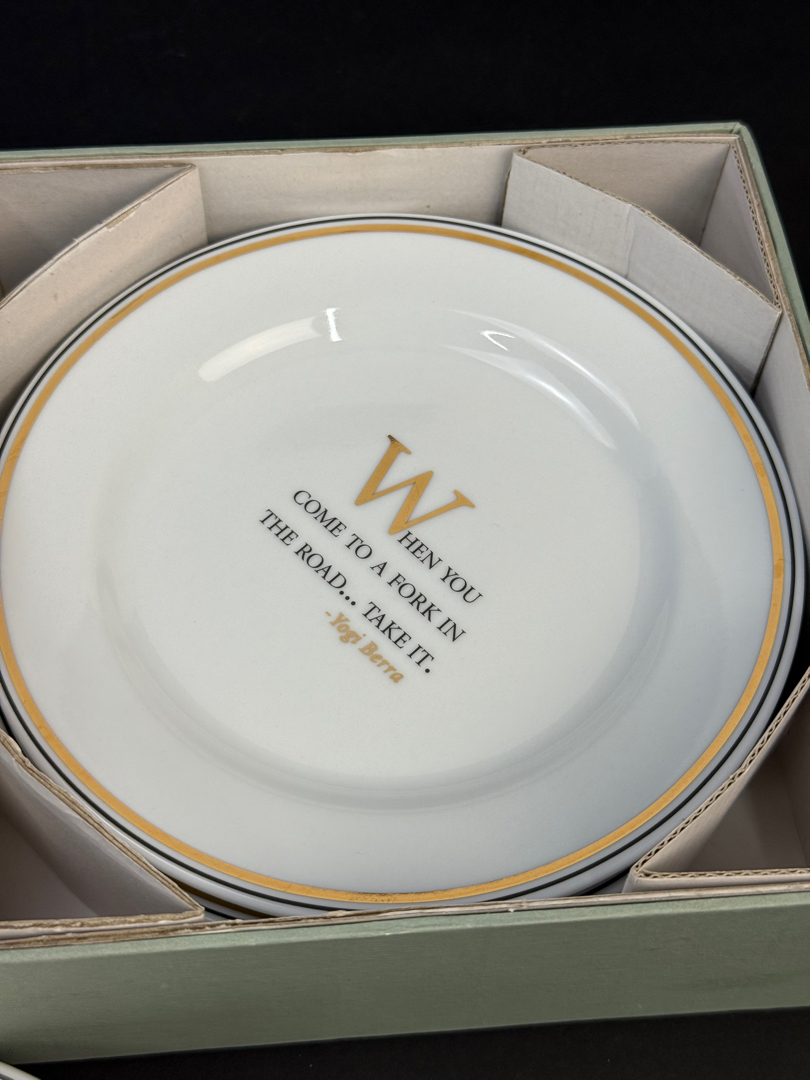 WHEN YOU
COME TO A FORK IN
THE ROAD... TAKE IT.
-Yogi Berra